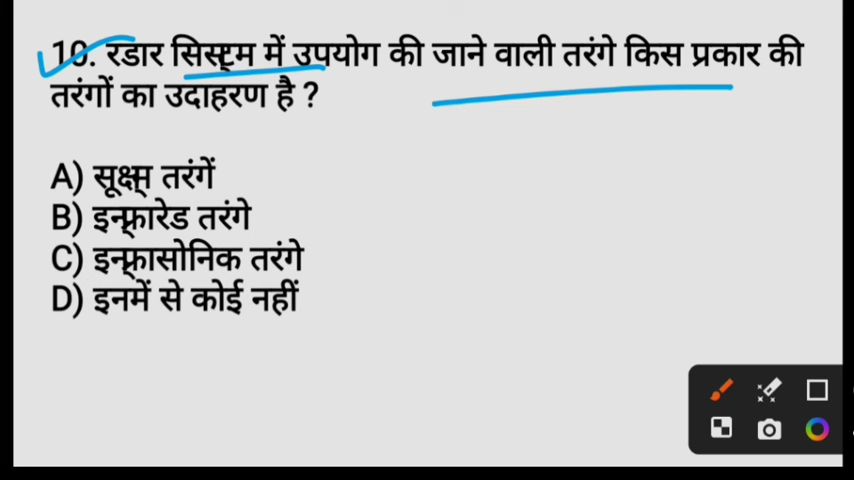 10. रडार सिस्टम में उपयोग की जाने वाली तरंगे किस प्रकार की
तरंगों का उदाहरण है ?
A) सूक्ष्म तरंगें
B) इन्फ्रारेड तरंगे
C) इन्फ्रासोनिक तरंगे
D) इनमें से कोई नहीं